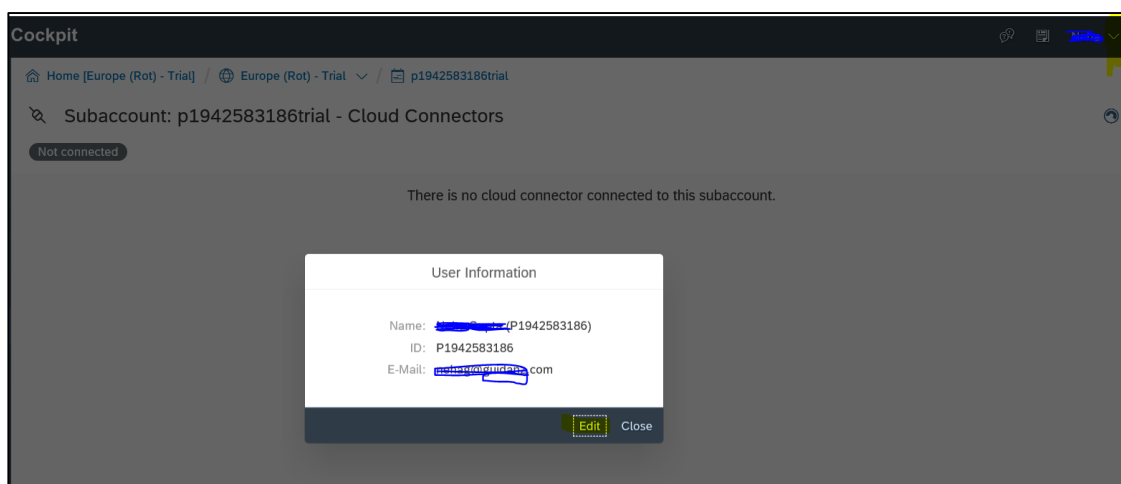 Cockpit
Home [Europe (Rot) - Trial] / Europe (Rot) - Trial / p1942583186trial
Subaccount: p1942583186trial - Cloud Connectors
Not connected
There is no cloud connector connected to this subaccount.
User Information
Name: (P1942583186)
ID: P1942583186
E-Mail: .com
Edit Close